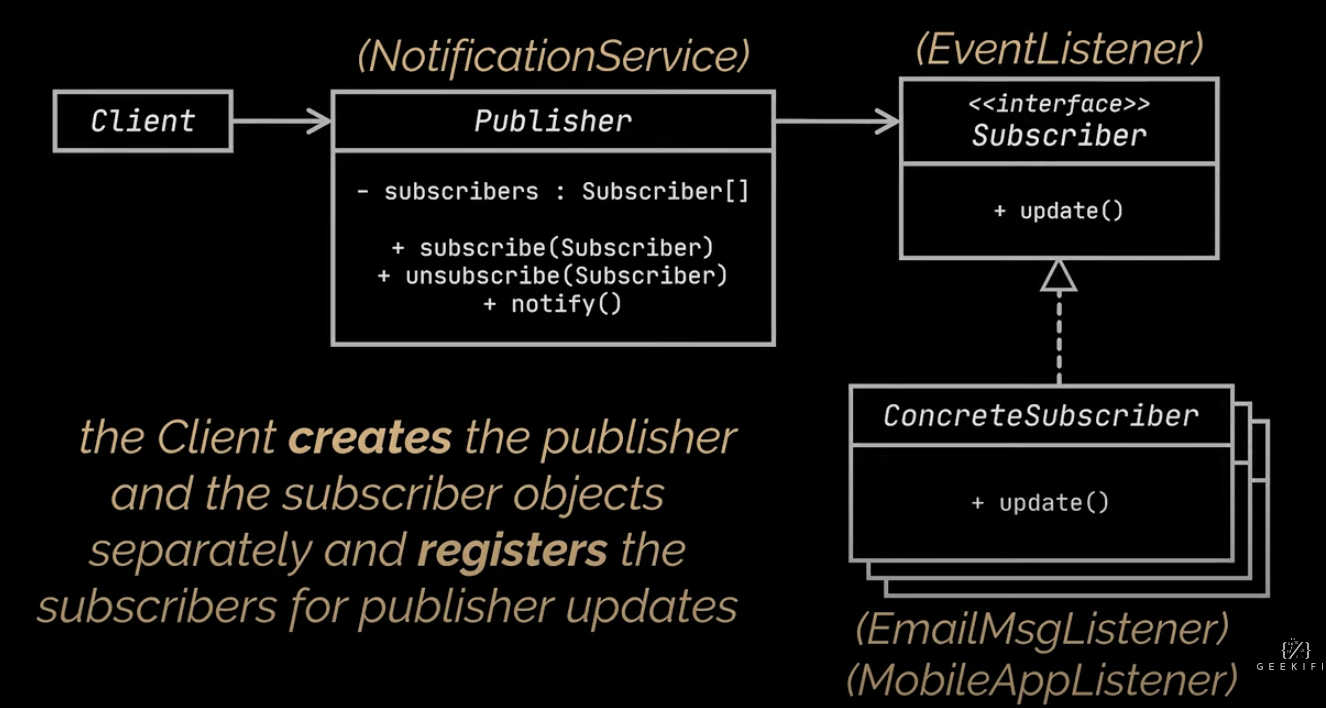 (NotificationService)
(EventListener)
Client
Publisher
- subscribers : Subscriber[]
+ subscribe(Subscriber)
+ unsubscribe(Subscriber)
+ notify()
<<interface>>
Subscriber
+ update()
ConcreteSubscriber
+ update()
(EmailMsgListener)
(MobileAppListener)
the Client creates the publisher
and the subscriber objects
separately and registers the
subscribers for publisher updates
{%}
GEEKIFI